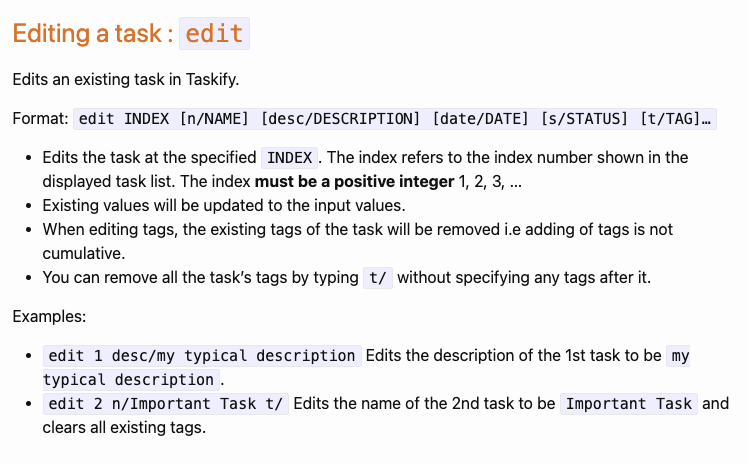 Editing a task : edit
Edits an existing task in Taskify.
Format: edit INDEX [n/NAME] [desc/DESCRIPTION] [date/DATE] [s/STATUS] [t/TAG]…
• Edits the task at the specified INDEX . The index refers to the index number shown in the
displayed task list. The index must be a positive integer 1, 2, 3, …
• Existing values will be updated to the input values.
• When editing tags, the existing tags of the task will be removed i.e adding of tags is not
cumulative.
• You can remove all the task’s tags by typing t/ without specifying any tags after it.
Examples:
• edit 1 desc/my typical description Edits the description of the 1st task to be my
typical description .
• edit 2 n/Important Task t/ Edits the name of the 2nd task to be Important Task and
clears all existing tags.